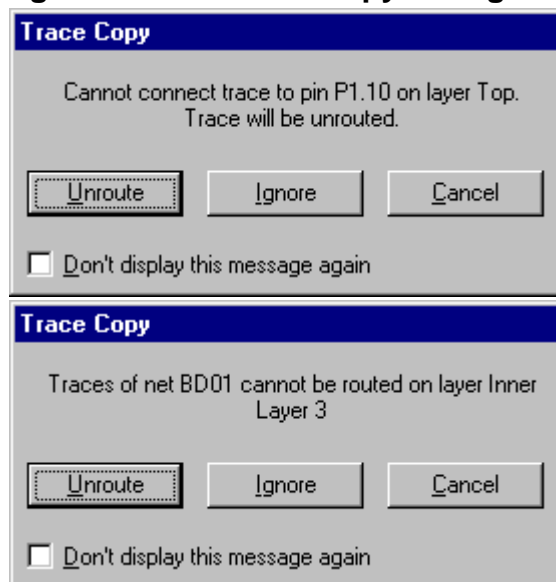 Trace Copy
Cannot connect trace to pin P1.10 on layer Top.
Trace will be unrouted.
Unroute
Ignore
Cancel
Don't display this message again
Trace Copy
Traces of net BD01 cannot be routed on layer Inner
Layer 3
Unroute
Ignore
Cancel
Don't display this message again